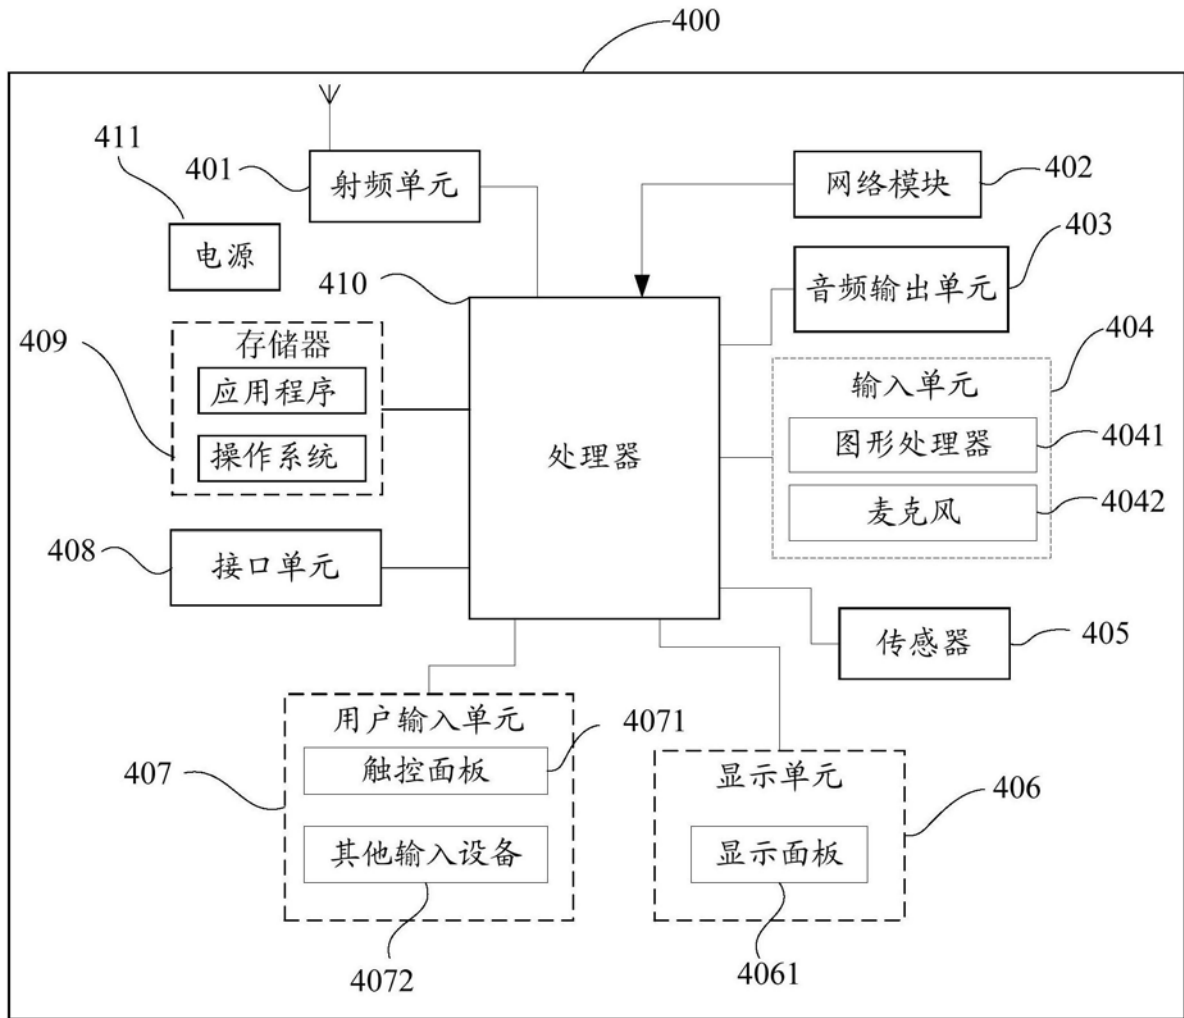 400
411
401
射频单元
网络模块
402
电源
410
音频输出单元
403
409
存储器
应用程序
操作系统
处理器
404
输入单元
图形处理器
4041
麦克风
4042
408
接口单元
传感器
405
407
用户输入单元
触控面板
4071
其他输入设备
4072
显示单元
406
显示面板
4061